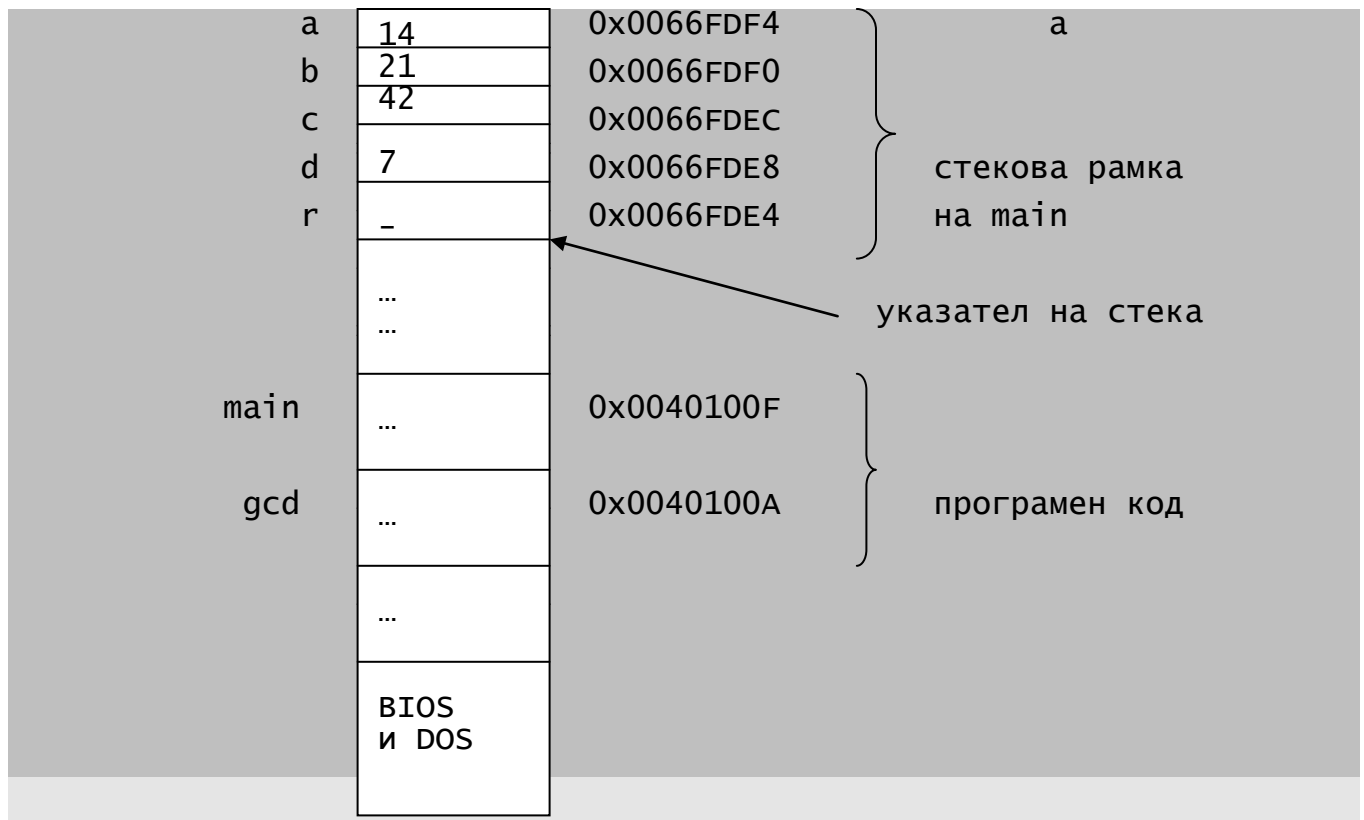 a 14 0x0066FDF4 a
b 21 0x0066FDF0
c 42 0x0066FDEC
d 7 0x0066FDE8 стекова рамка
r – 0x0066FDE4 на main
…
… указател на стека
main … 0x0040100F
gcd … 0x0040100A програмен код
…
BIOS
и DOS